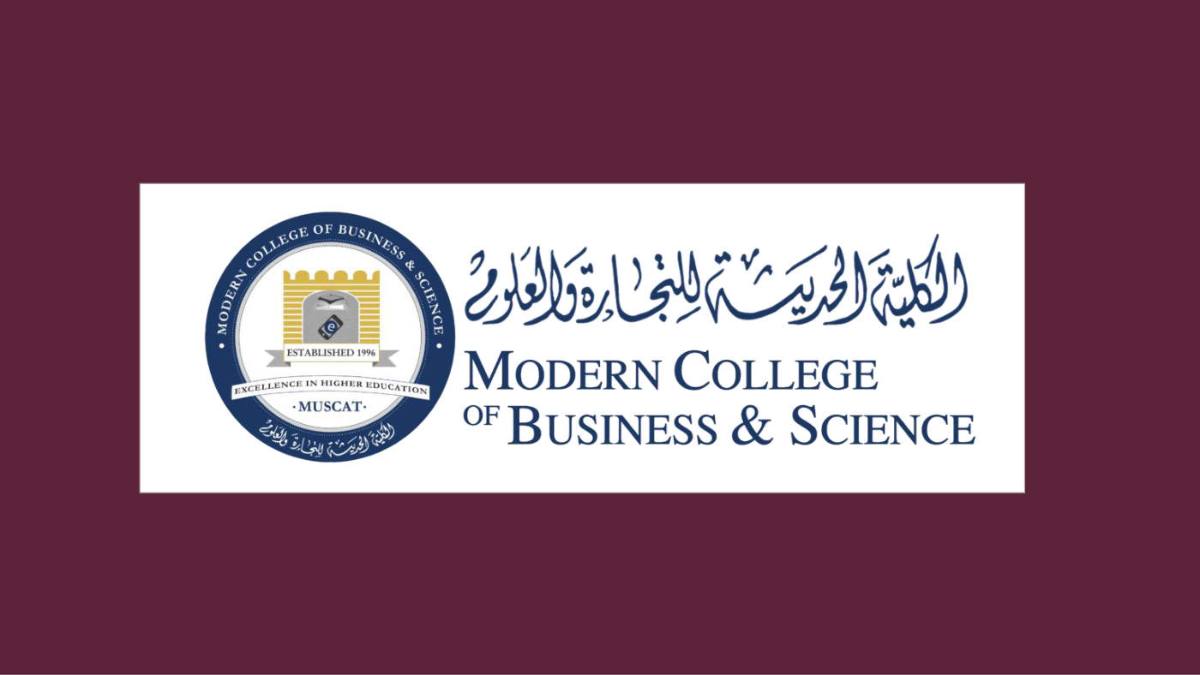 MODERN COLLEGE OF BUSINESS & SCIENCE
e
ESTABLISHED 1996
EXCELLENCE IN HIGHER EDUCATION
· MUSCAT ·
الكلية الحديثة للتجارة والعلوم
الكليّة الحديثة للتجارة والعلوم
MODERN COLLEGE
OF BUSINESS & SCIENCE